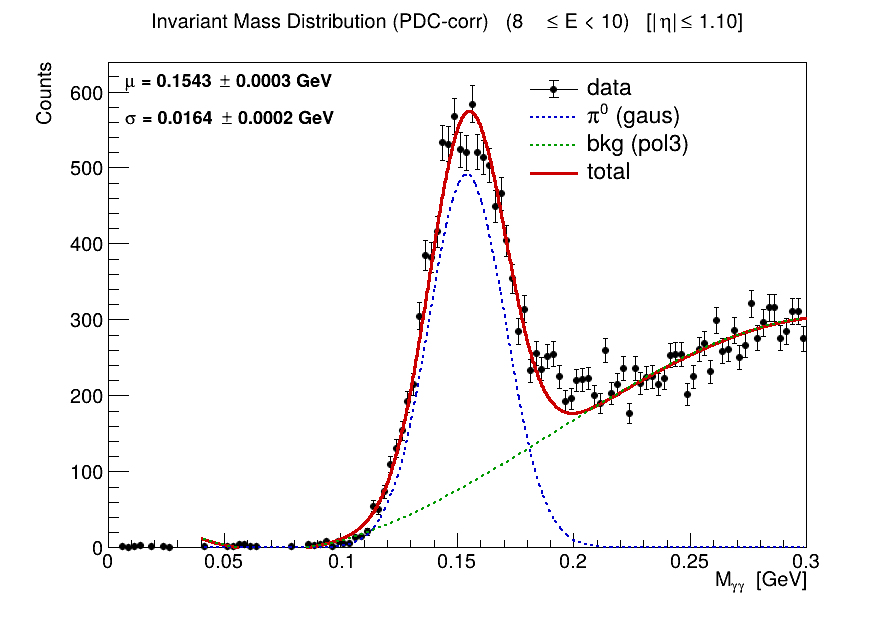 Invariant Mass Distribution (PDC-corr) (8 ≤ E < 10) [|η| ≤ 1.10]
Counts
μ = 0.1543 ± 0.0003 GeV
σ = 0.0164 ± 0.0002 GeV
data
π⁰ (gaus)
bkg (pol3)
total
600
500
400
300
200
100
0
0 0.05 0.1 0.15 0.2 0.25 0.3
Mγγ [GeV]